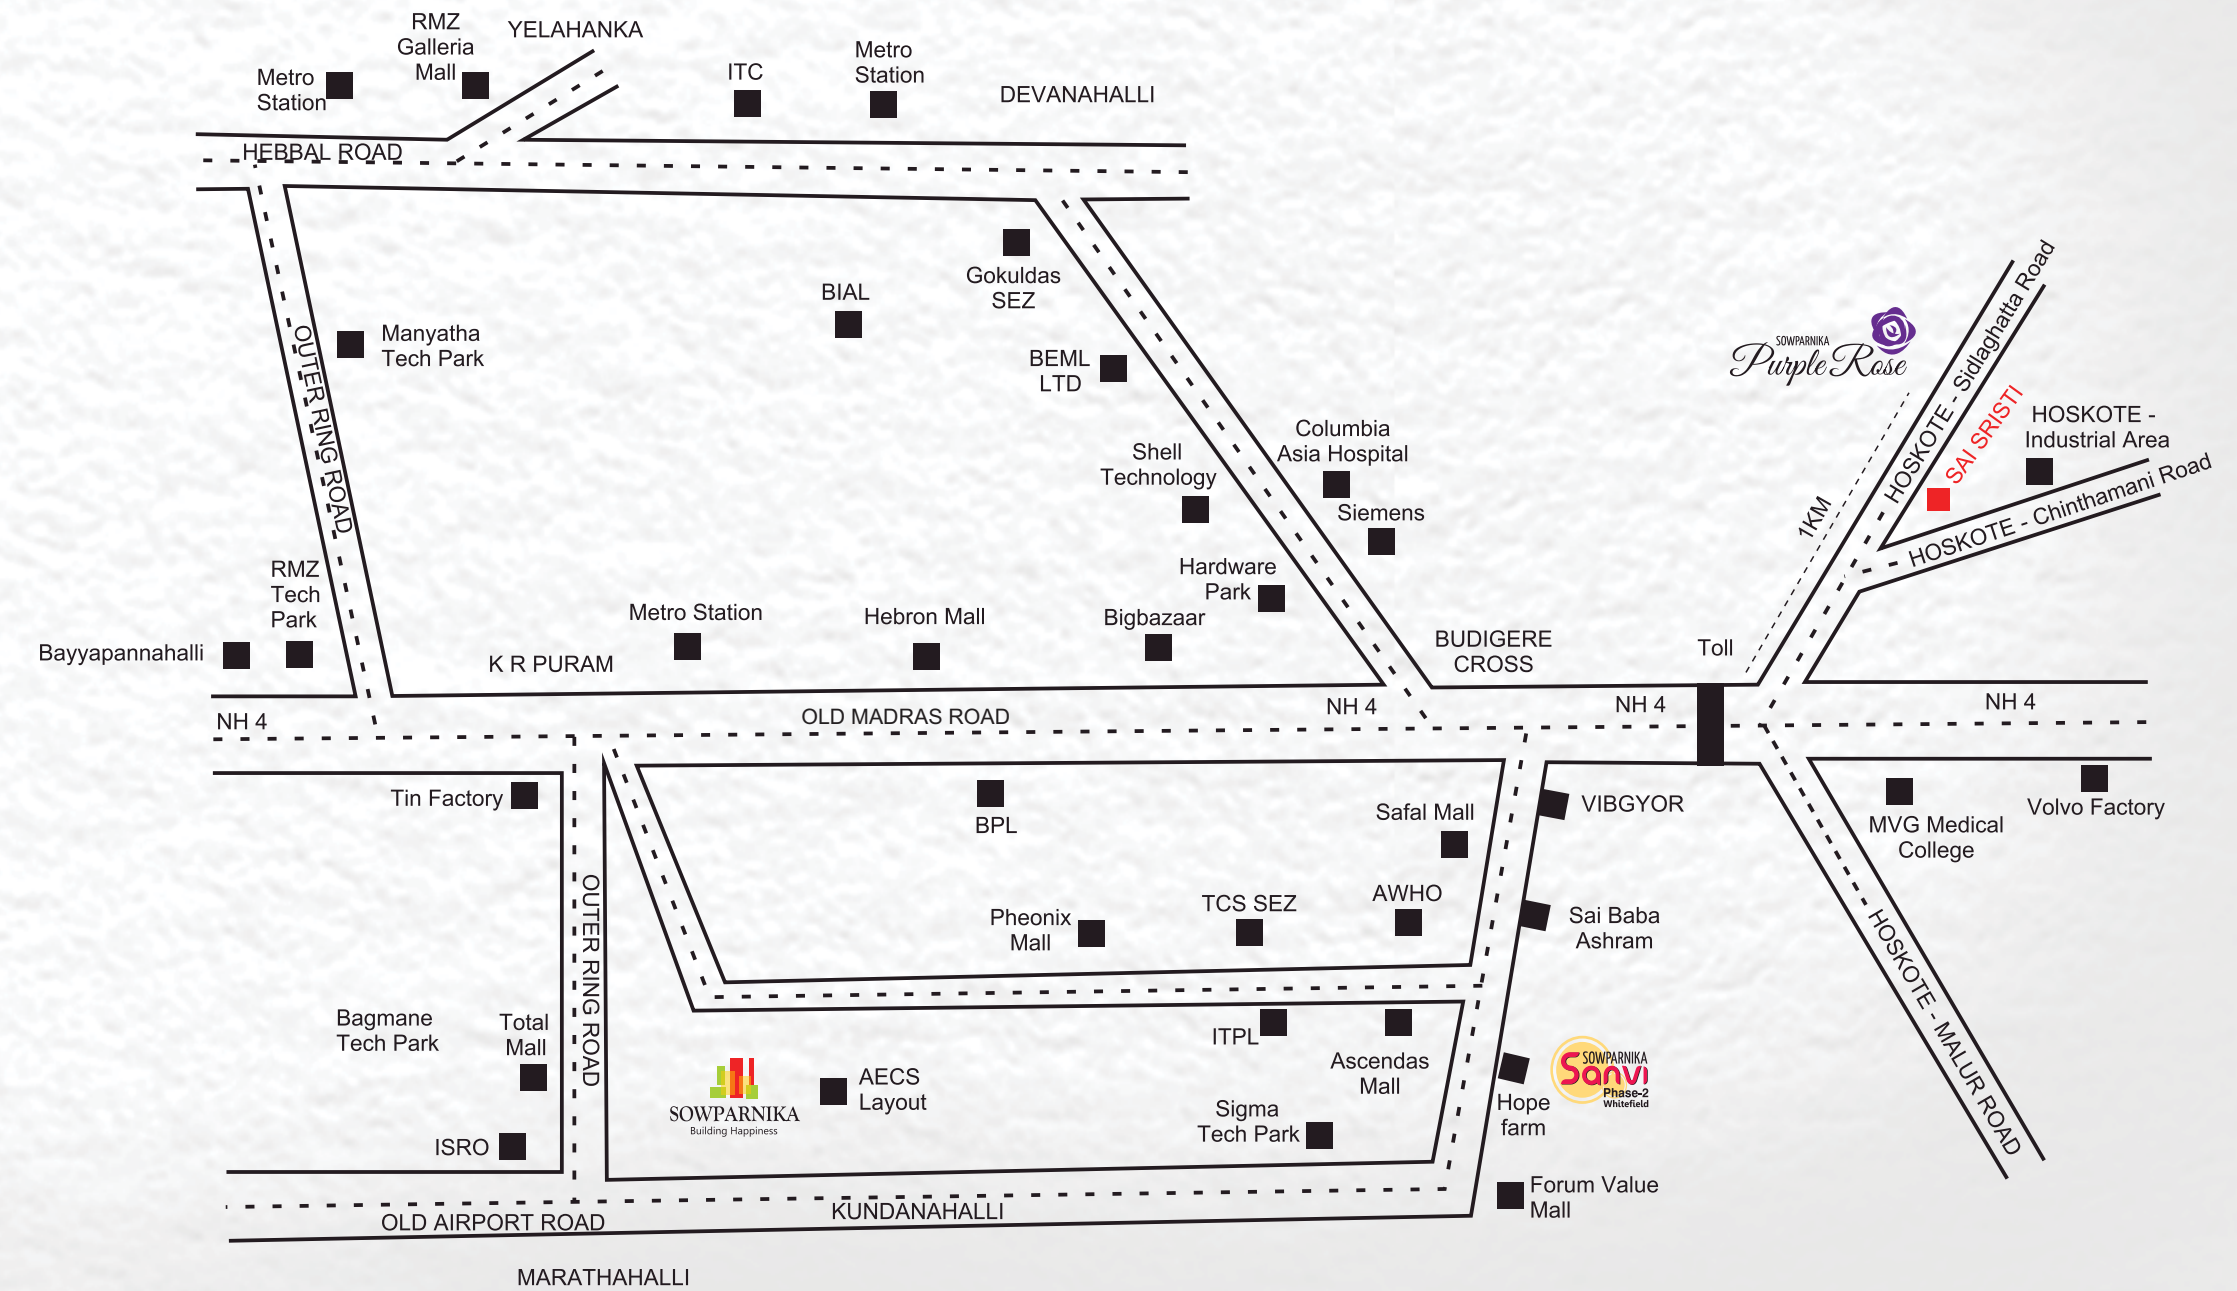 RMZ
Galleria
Mall
YELAHANKA
Metro
Station
ITC
Metro
Station
DEVANAHALLI
HEBBAL ROAD
Gokuldas
SEZ
BIAL
OUTER RING ROAD
Manyatha
Tech Park
BEML
LTD
SOWPARNIKA
Purple Rose
HOSKOTE - Sidlaghatta Road
SAI SRISTI
HOSKOTE -
Industrial Area
HOSKOTE - Chinthamani Road
1KM
Columbia
Asia Hospital
Shell
Technology
Siemens
Hardware
Park
RMZ
Tech
Park
Bayyapannahalli
K R PURAM
Metro Station
Hebron Mall
Bigbazaar
BUDIGERE
CROSS
Toll
NH 4
OLD MADRAS ROAD
NH 4
NH 4
NH 4
Tin Factory
BPL
Safal Mall
VIBGYOR
MVG Medical
College
Volvo Factory
OUTER RING ROAD
Pheonix
Mall
TCS SEZ
AWHO
Sai Baba
Ashram
HOSKOTE - MALUR ROAD
Bagmane
Tech Park
Total
Mall
ITPL
Ascendas
Mall
SOWPARNIKA
Sanvi
Phase-2
Whitefield
SOWPARNIKA
Building Happiness
AECS
Layout
Sigma
Tech Park
Hope
farm
ISRO
Forum Value
Mall
OLD AIRPORT ROAD
KUNDANAHALLI
MARATHAHALLI